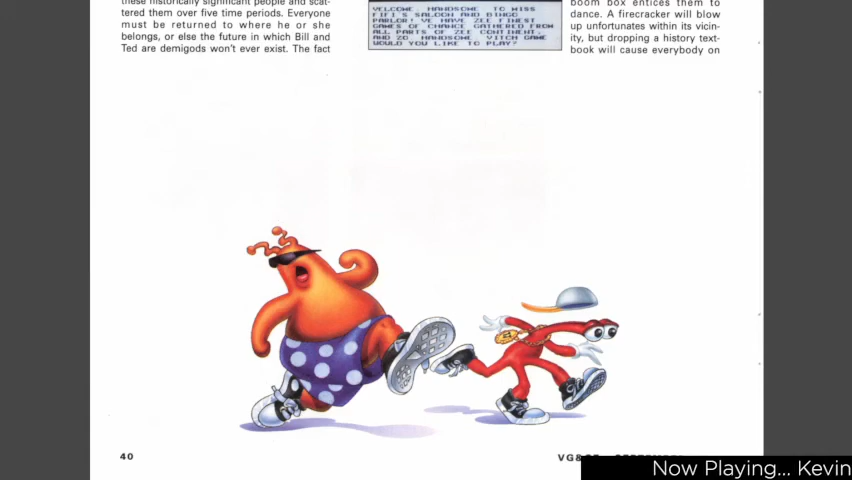 these historically significant people and scat-
tered them over five time periods. Everyone
must be returned to where he or she
belongs, or else the future in which Bill and
Ted are demigods won't ever exist. The fact
VELCOME HANDSOME TO MISS
FIFI'S SALOON AND BINGO
PARLOR! VE HAVE ZEE FINEST
GAMES OF CHANCE GATHERED FROM
ALL PARTS OF ZEE CONTINENT.
AND ZO HANDSOME VITCH GAME
WOULD YOU LIKE TO PLAY?
boom box entices them to
dance. A firecracker will blow
up unfortunates within its vicin-
ity, but dropping a history text-
book will cause everybody on
40
Now Playing... Kevin